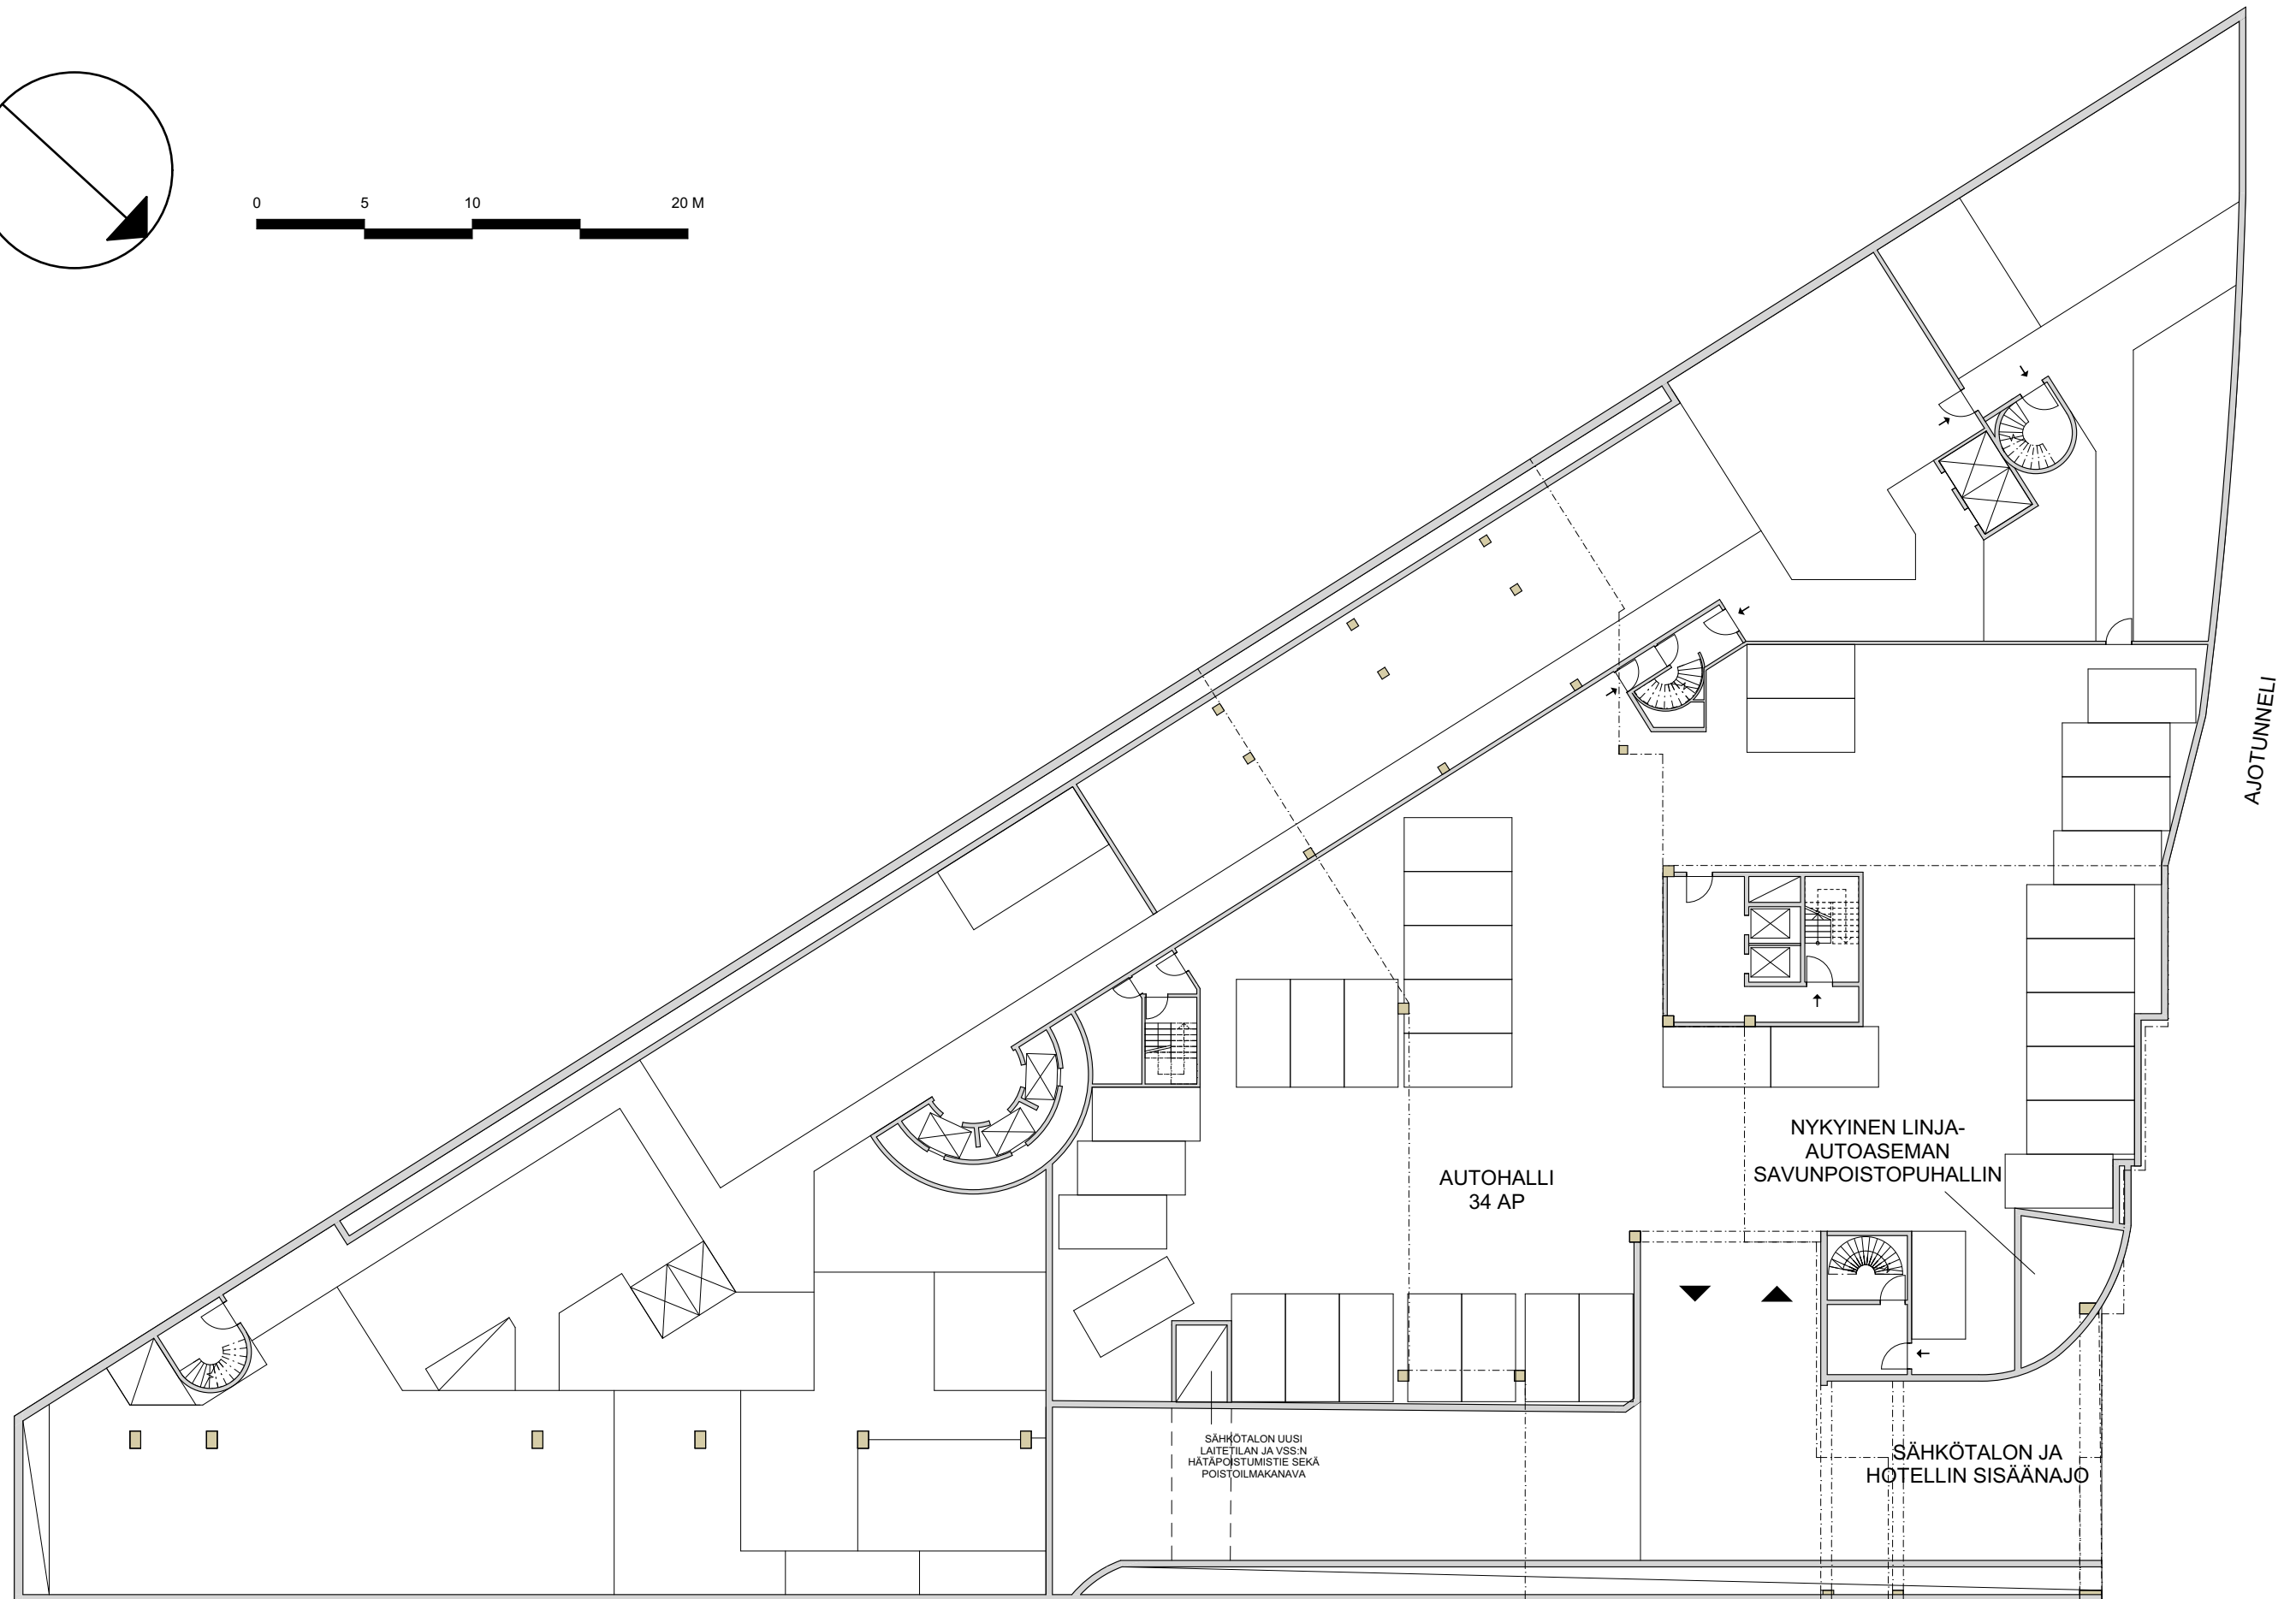 0 5 10 20 M
AJOTUNNELI
NYKYINEN LINJA-
AUTOASEMAN
SAVUNPOISTOPUHALLIN
AUTOHALLI
34 AP
SÄHKÖTALON UUSI
LAITETILAN JA VSS:N
HÄTÄPOISTUMISTIE SEKÄ
POISTOILMAKANAVA
SÄHKÖTALON JA
HOTELLIN SISÄÄNAJO